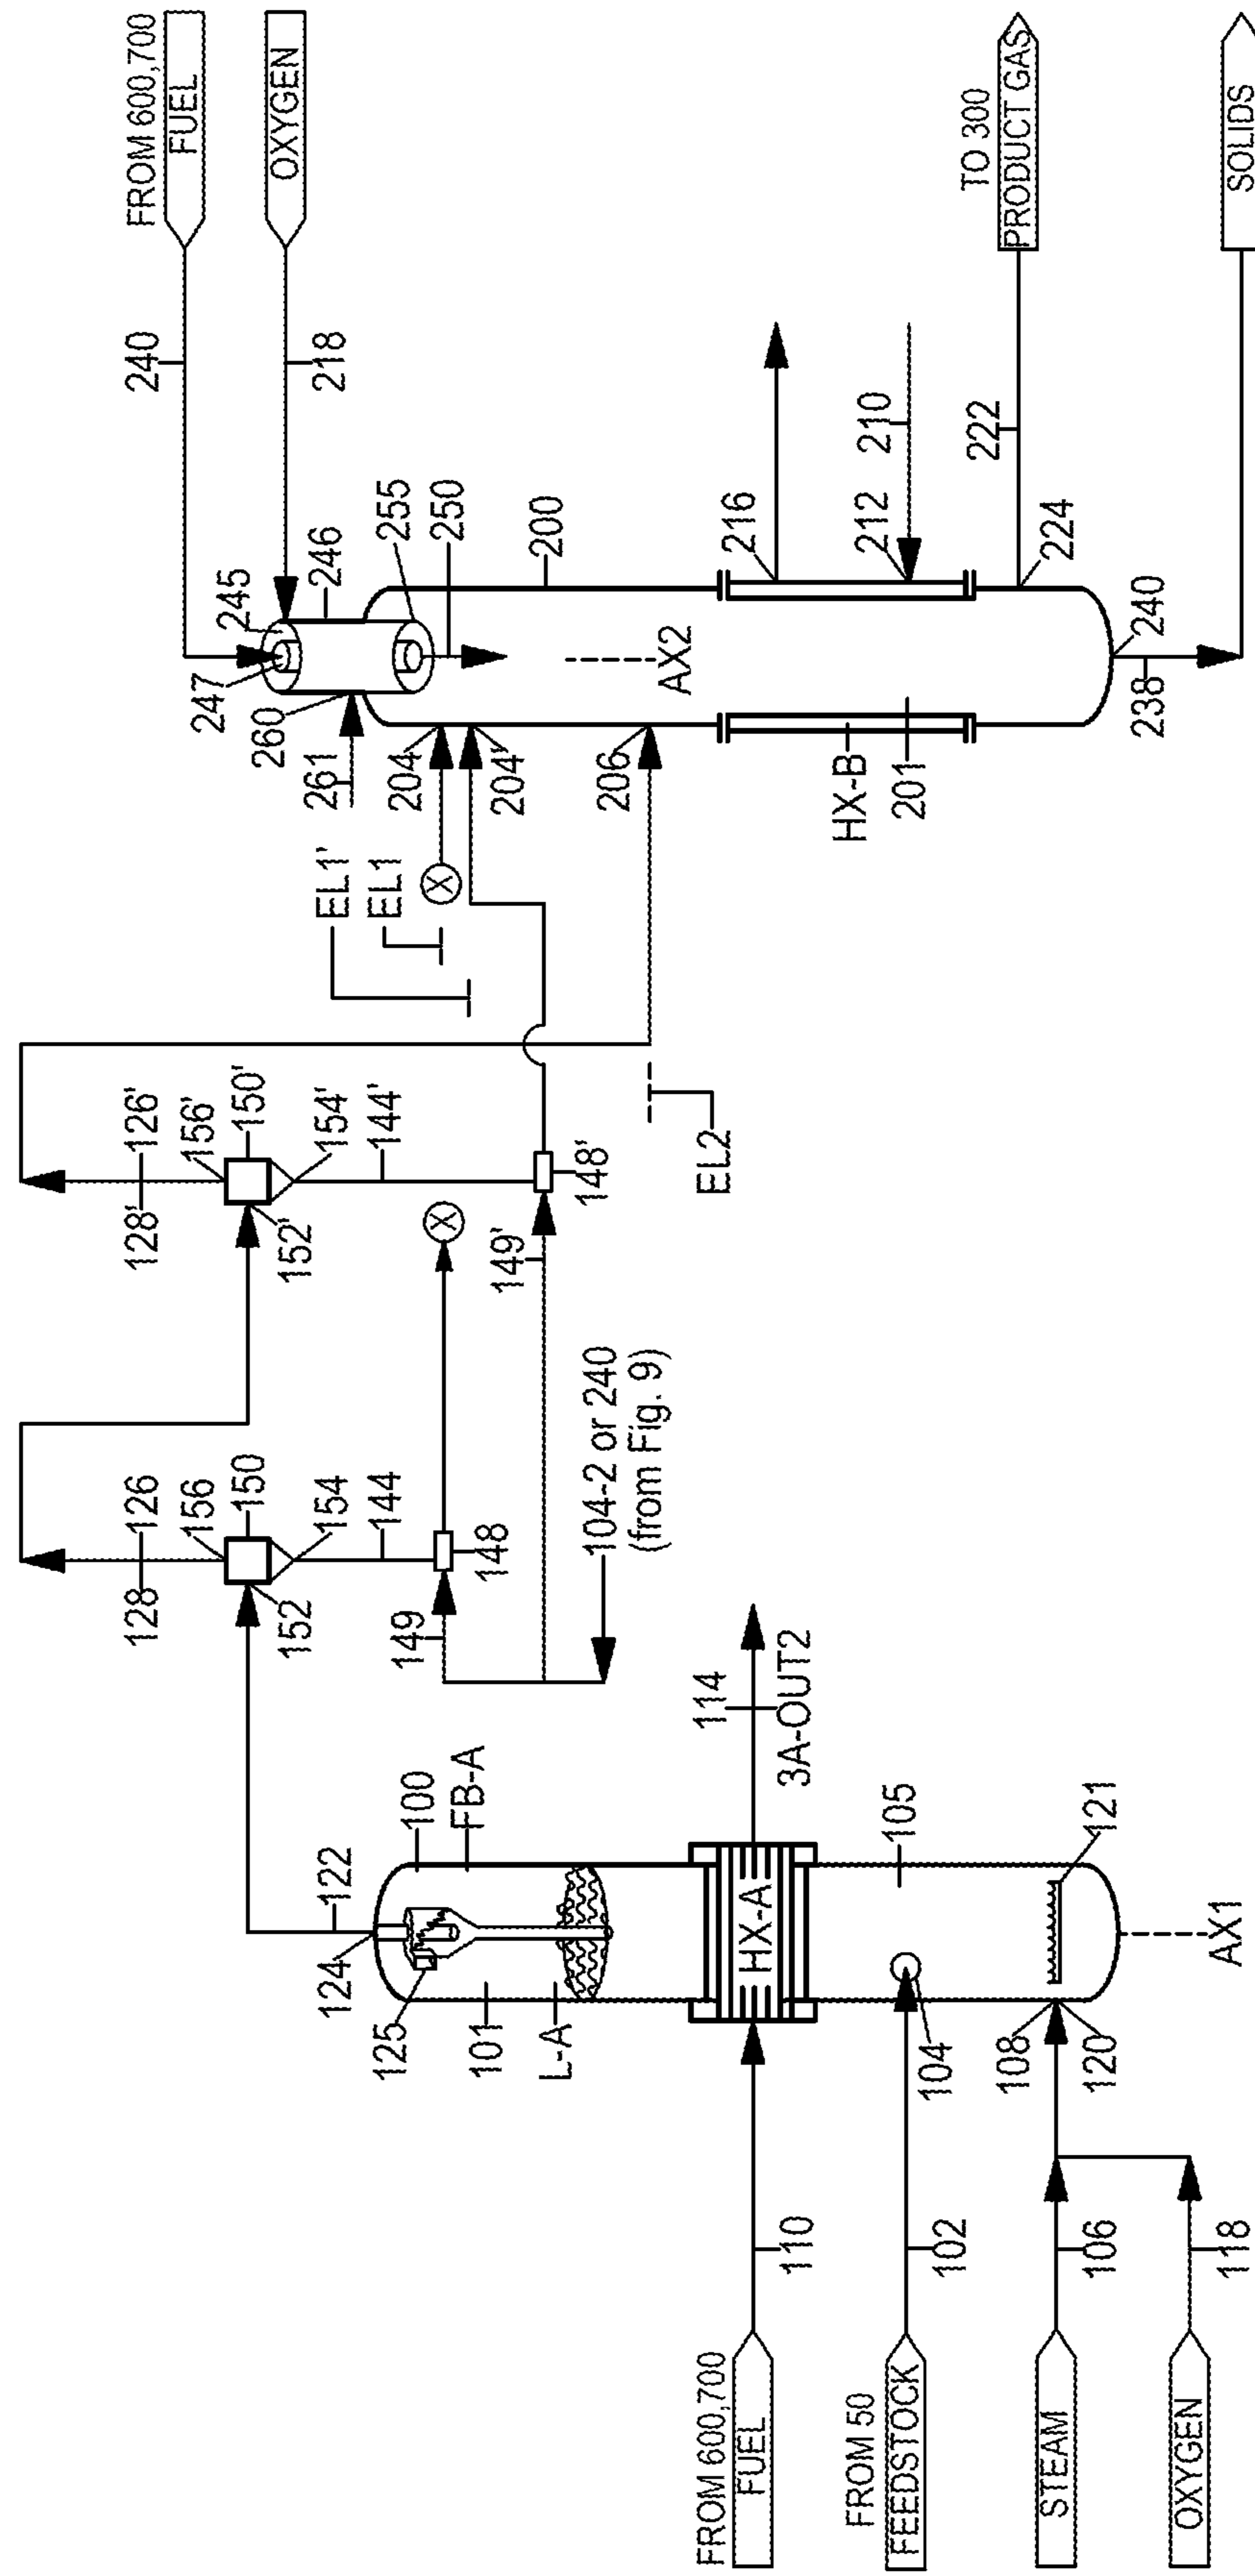 FROM 600,700
FUEL
110
FROM 50
FEEDSTOCK
102
STEAM
106
OXYGEN
118
122
124
125
100
FB-A
101
L-A
HX-A
114
3A-OUT2
104
105
108
120
121
AX1
128
126
156
150
152
154
144
149
148
104-2 or 240
(from Fig. 9)
128'
126'
156'
150'
152'
154'
144'
149'
148'
X
EL2
EL1'
EL1
X
FROM 600,700
FUEL
240
OXYGEN
218
245
247
246
260
261
255
250
204
204'
200
206
AX2
216
HX-B
210
212
201
TO 300
PRODUCT GAS
222
224
240
238
SOLIDS